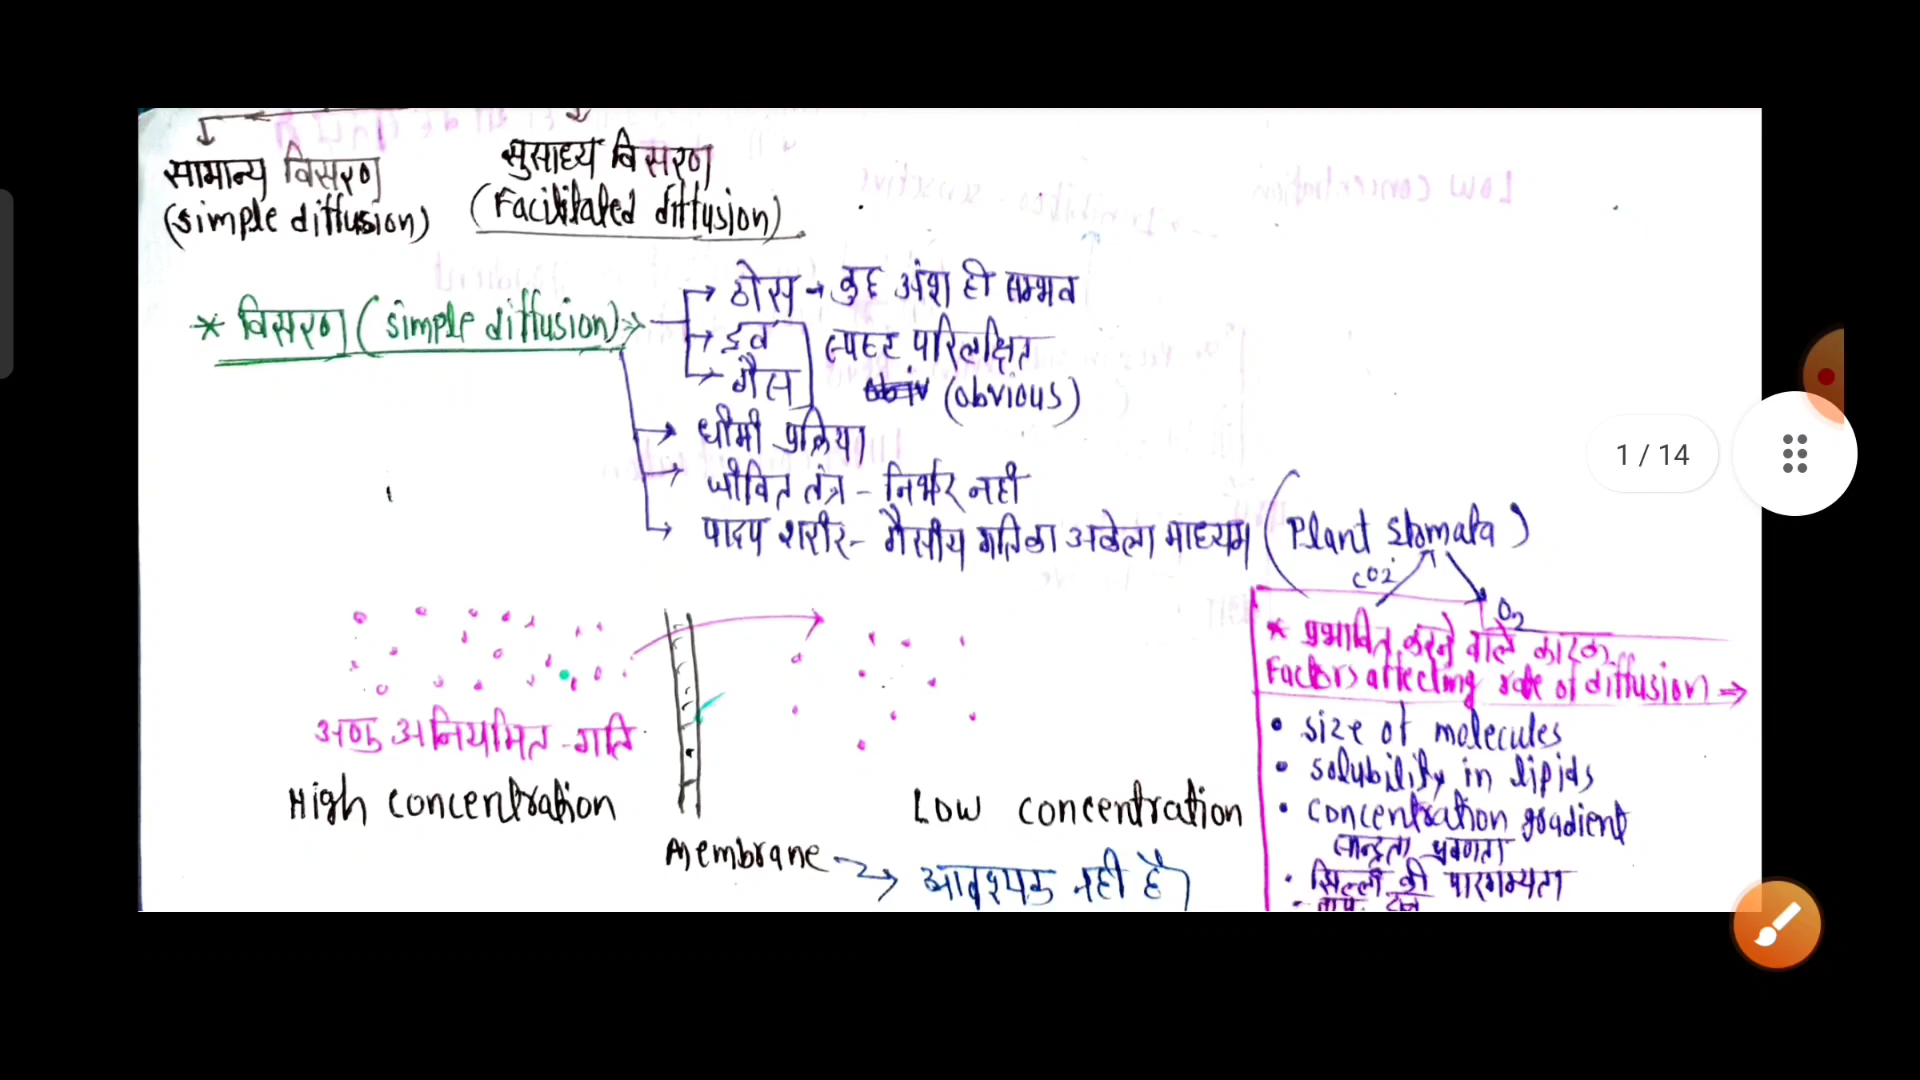 सामान्य विसरण
(simple diffusion)
सुसाध्य विसरण
(Facilitated diffusion)
* विसरण (simple diffusion)
ठोस → कुछ अंश ही सम्भव
द्रव
गैस
स्पष्ट परिलक्षित
(obvious)
धीमी प्रक्रिया
जीवित तंत्र - निर्भर नही
पादप शरीर - गैसीय गति का अकेला माध्यम (Plant stomata)
CO2
O2
1 / 14
अणु अनियमित गति
High concentration
Membrane → आवश्यक नही है
Low concentration
* प्रभावित करने वाले कारक
Factors affecting rate of diffusion →
• size of molecules
• solubility in lipids
• concentration gradient
सान्द्रता प्रवणता
• झिल्ली की पारगम्यता